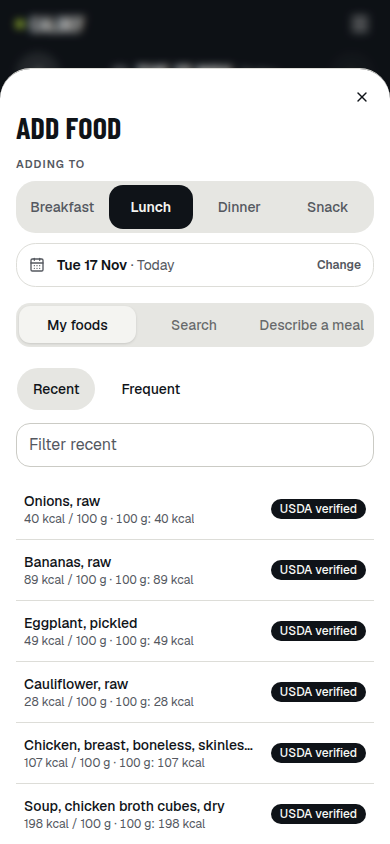 ADD FOOD
ADDING TO
Breakfast Lunch Dinner Snack
Tue 17 Nov · Today Change
My foods Search Describe a meal
Recent Frequent
Filter recent
Onions, raw
40 kcal / 100 g · 100 g: 40 kcal
USDA verified
Bananas, raw
89 kcal / 100 g · 100 g: 89 kcal
USDA verified
Eggplant, pickled
49 kcal / 100 g · 100 g: 49 kcal
USDA verified
Cauliflower, raw
28 kcal / 100 g · 100 g: 28 kcal
USDA verified
Chicken, breast, boneless, skinles...
107 kcal / 100 g · 100 g: 107 kcal
USDA verified
Soup, chicken broth cubes, dry
198 kcal / 100 g · 100 g: 198 kcal
USDA verified